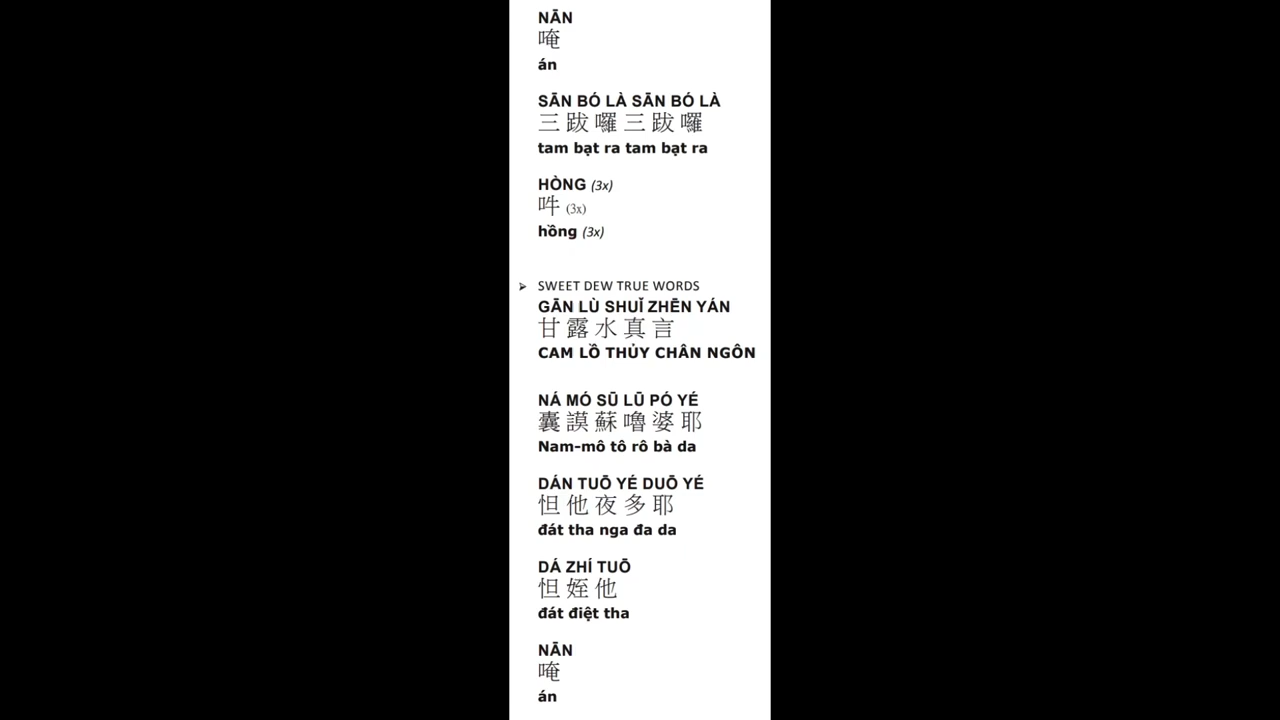 NĀN
唵
án
SĀN BÓ LÀ SĀN BÓ LÀ
三 跋 囉 三 跋 囉
tam bạt ra tam bạt ra
HÒNG (3x)
吽 (3x)
hồng (3x)
➢ SWEET DEW TRUE WORDS
GĀN LÙ SHUǏ ZHĒN YÁN
甘 露 水 真 言
CAM LỒ THỦY CHÂN NGÔN
NÁ MÓ SŪ LŪ PÓ YÉ
囊 謨 蘇 嚕 婆 耶
Nam-mô tô rô bà da
DÁN TUŌ YÉ DUŌ YÉ
怛 他 夜 多 耶
đát tha nga đa da
DÁ ZHÍ TUŌ
怛 姪 他
đát điệt tha
NĀN
唵
án